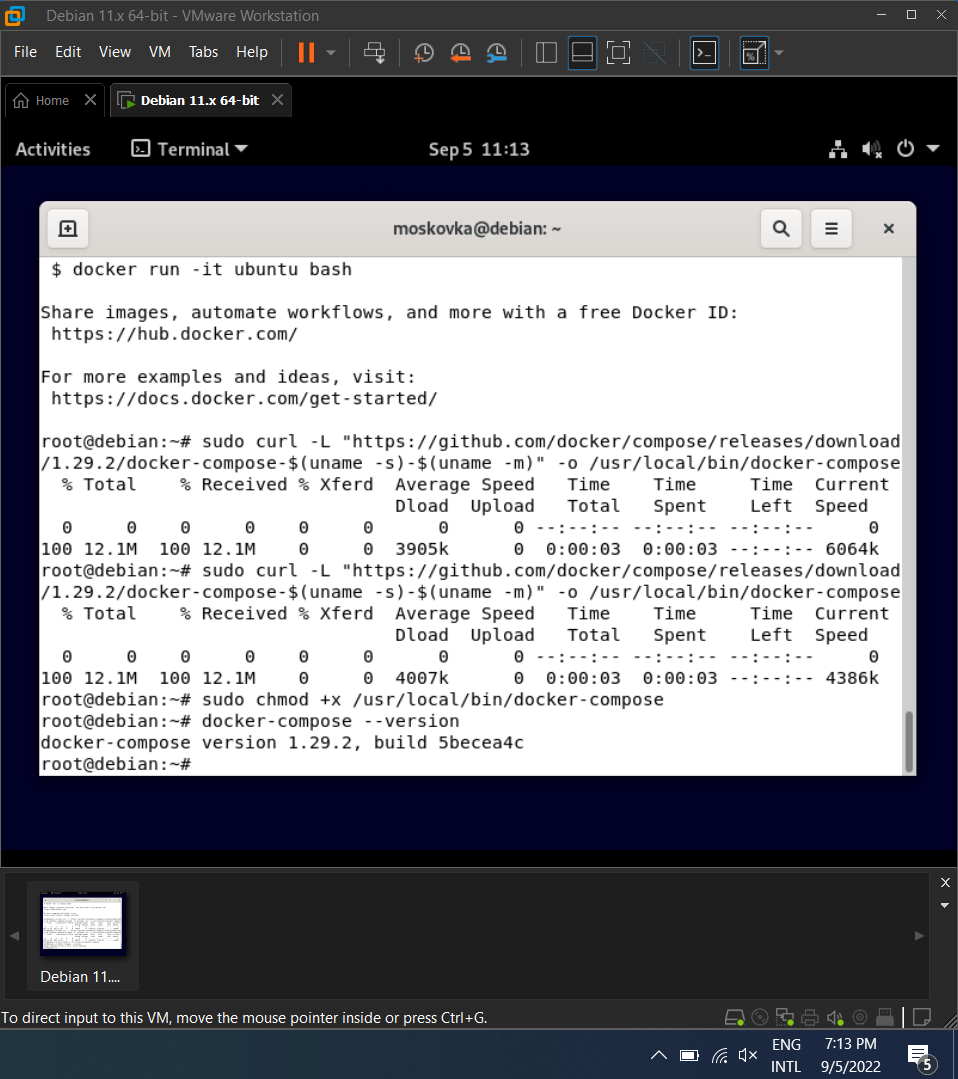 Debian 11.x 64-bit - VMware Workstation
File Edit View VM Tabs Help
Home Debian 11.x 64-bit
Activities Terminal Sep 5 11:13
moskovka@debian: ~
$ docker run -it ubuntu bash
Share images, automate workflows, and more with a free Docker ID:
https://hub.docker.com/
For more examples and ideas, visit:
https://docs.docker.com/get-started/
root@debian:~# sudo curl -L "https://github.com/docker/compose/releases/download
/1.29.2/docker-compose-$(uname -s)-$(uname -m)" -o /usr/local/bin/docker-compose
% Total % Received % Xferd Average Speed Time Time Time Current
Dload Upload Total Spent Left Speed
0 0 0 0 0 0 0 0 --:--:-- --:--:-- --:--:-- 0
100 12.1M 100 12.1M 0 0 3905k 0 0:00:03 0:00:03 --:--:-- 6064k
root@debian:~# sudo curl -L "https://github.com/docker/compose/releases/download
/1.29.2/docker-compose-$(uname -s)-$(uname -m)" -o /usr/local/bin/docker-compose
% Total % Received % Xferd Average Speed Time Time Time Current
Dload Upload Total Spent Left Speed
0 0 0 0 0 0 0 0 --:--:-- --:--:-- --:--:-- 0
100 12.1M 100 12.1M 0 0 4007k 0 0:00:03 0:00:03 --:--:-- 4386k
root@debian:~# sudo chmod +x /usr/local/bin/docker-compose
root@debian:~# docker-compose --version
docker-compose version 1.29.2, build 5becea4c
root@debian:~#
Debian 11....
To direct input to this VM, move the mouse pointer inside or press Ctrl+G.
ENG 7:13 PM
INTL 9/5/2022 5